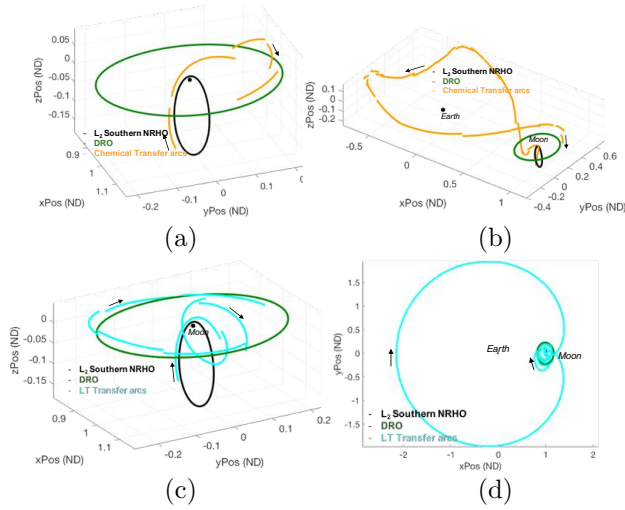 0.05
0
-0.05
-0.1
-0.15
zPos (ND)
L2 Southern NRHO
DRO
Chemical Transfer arcs
0.9
1
1.1
xPos (ND)
-0.2
-0.1
0
0.1
yPos (ND)
(a)
0.1
0
-0.1
-0.2
zPos (ND)
L2 Southern NRHO
DRO
Chemical Transfer arcs
Earth
Moon
-0.5
0
0.5
1
xPos (ND)
-0.4
-0.2
0
0.2
0.4
0.6
yPos (ND)
(b)
0
-0.05
-0.1
-0.15
zPos (ND)
Moon
L2 Southern NRHO
DRO
LT Transfer arcs
0.9
1
1.1
xPos (ND)
-0.2
-0.1
0
0.1
0.2
yPos (ND)
(c)
1.5
1
0.5
0
-0.5
-1
-1.5
yPos (ND)
Earth
Moon
L2 Southern NRHO
DRO
LT Transfer arcs
-2
-1
0
1
2
xPos (ND)
(d)